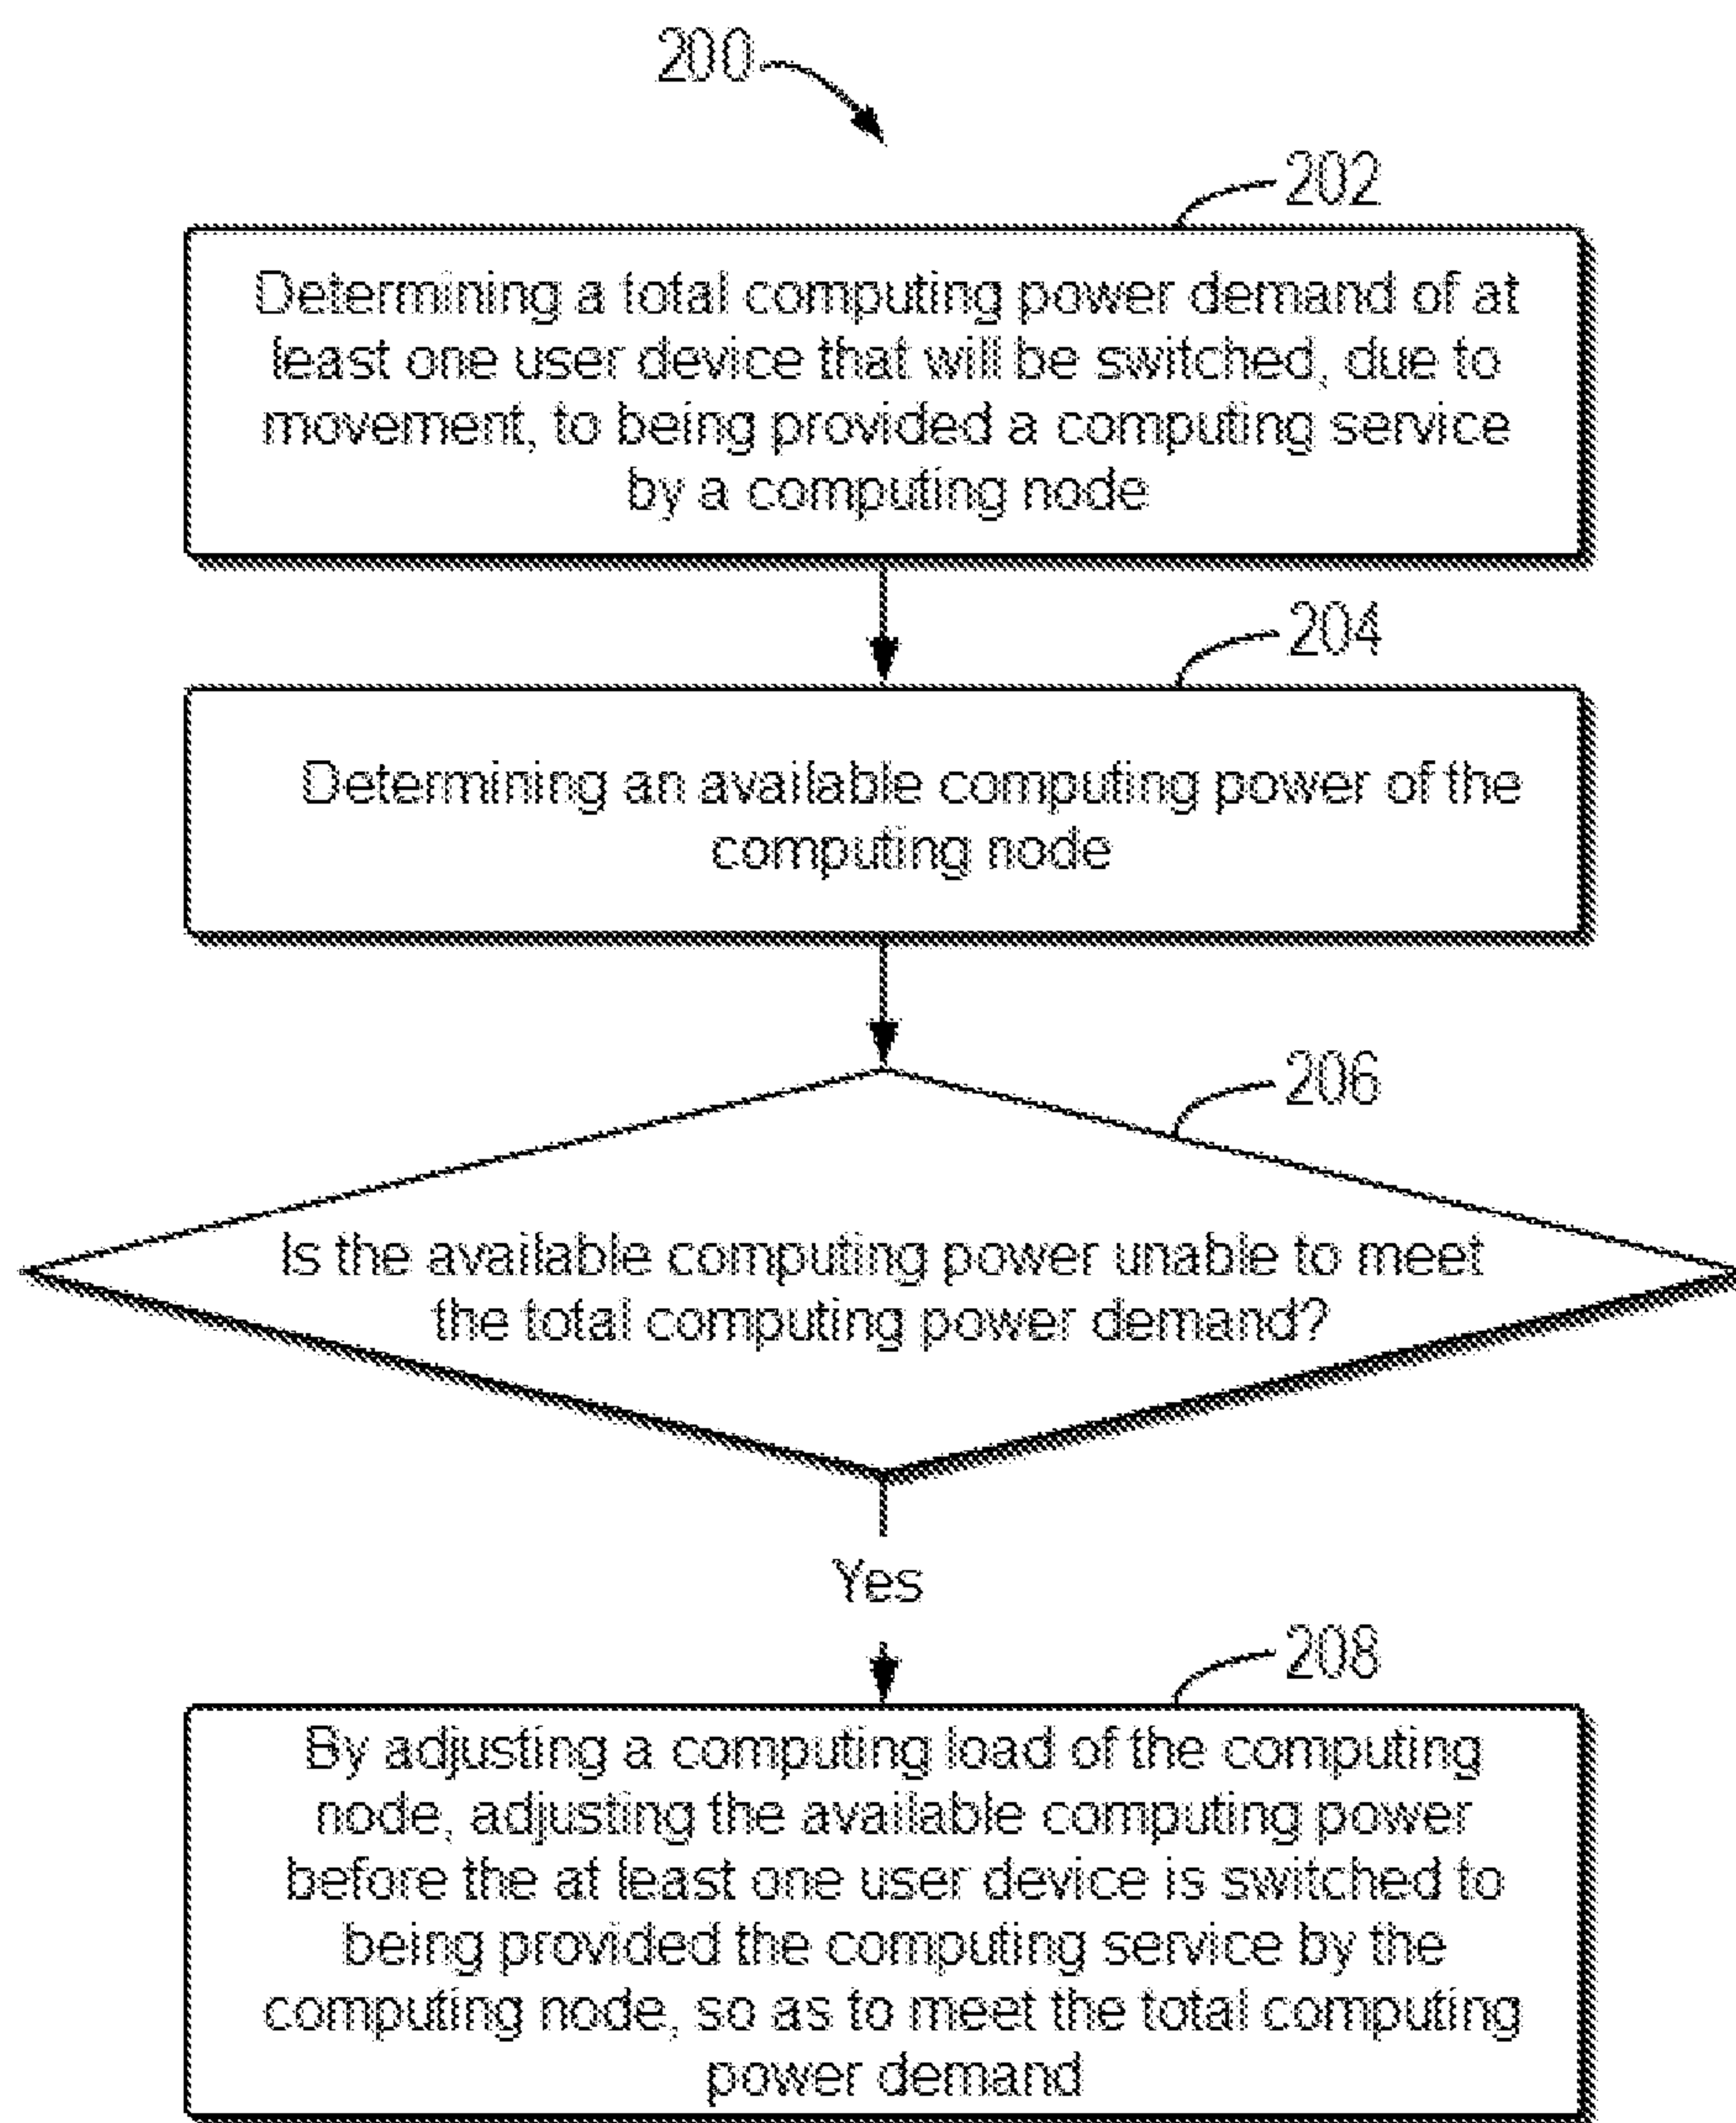 200
202
Determining a total computing power demand of at
least one user device that will be switched, due to
movement, to being provided a computing service
by a computing node
204
Determining an available computing power of the
computing node
206
Is the available computing power unable to meet
the total computing power demand?
Yes
208
By adjusting a computing load of the computing
node, adjusting the available computing power
before the at least one user device is switched to
being provided the computing service by the
computing node, so as to meet the total computing
power demand